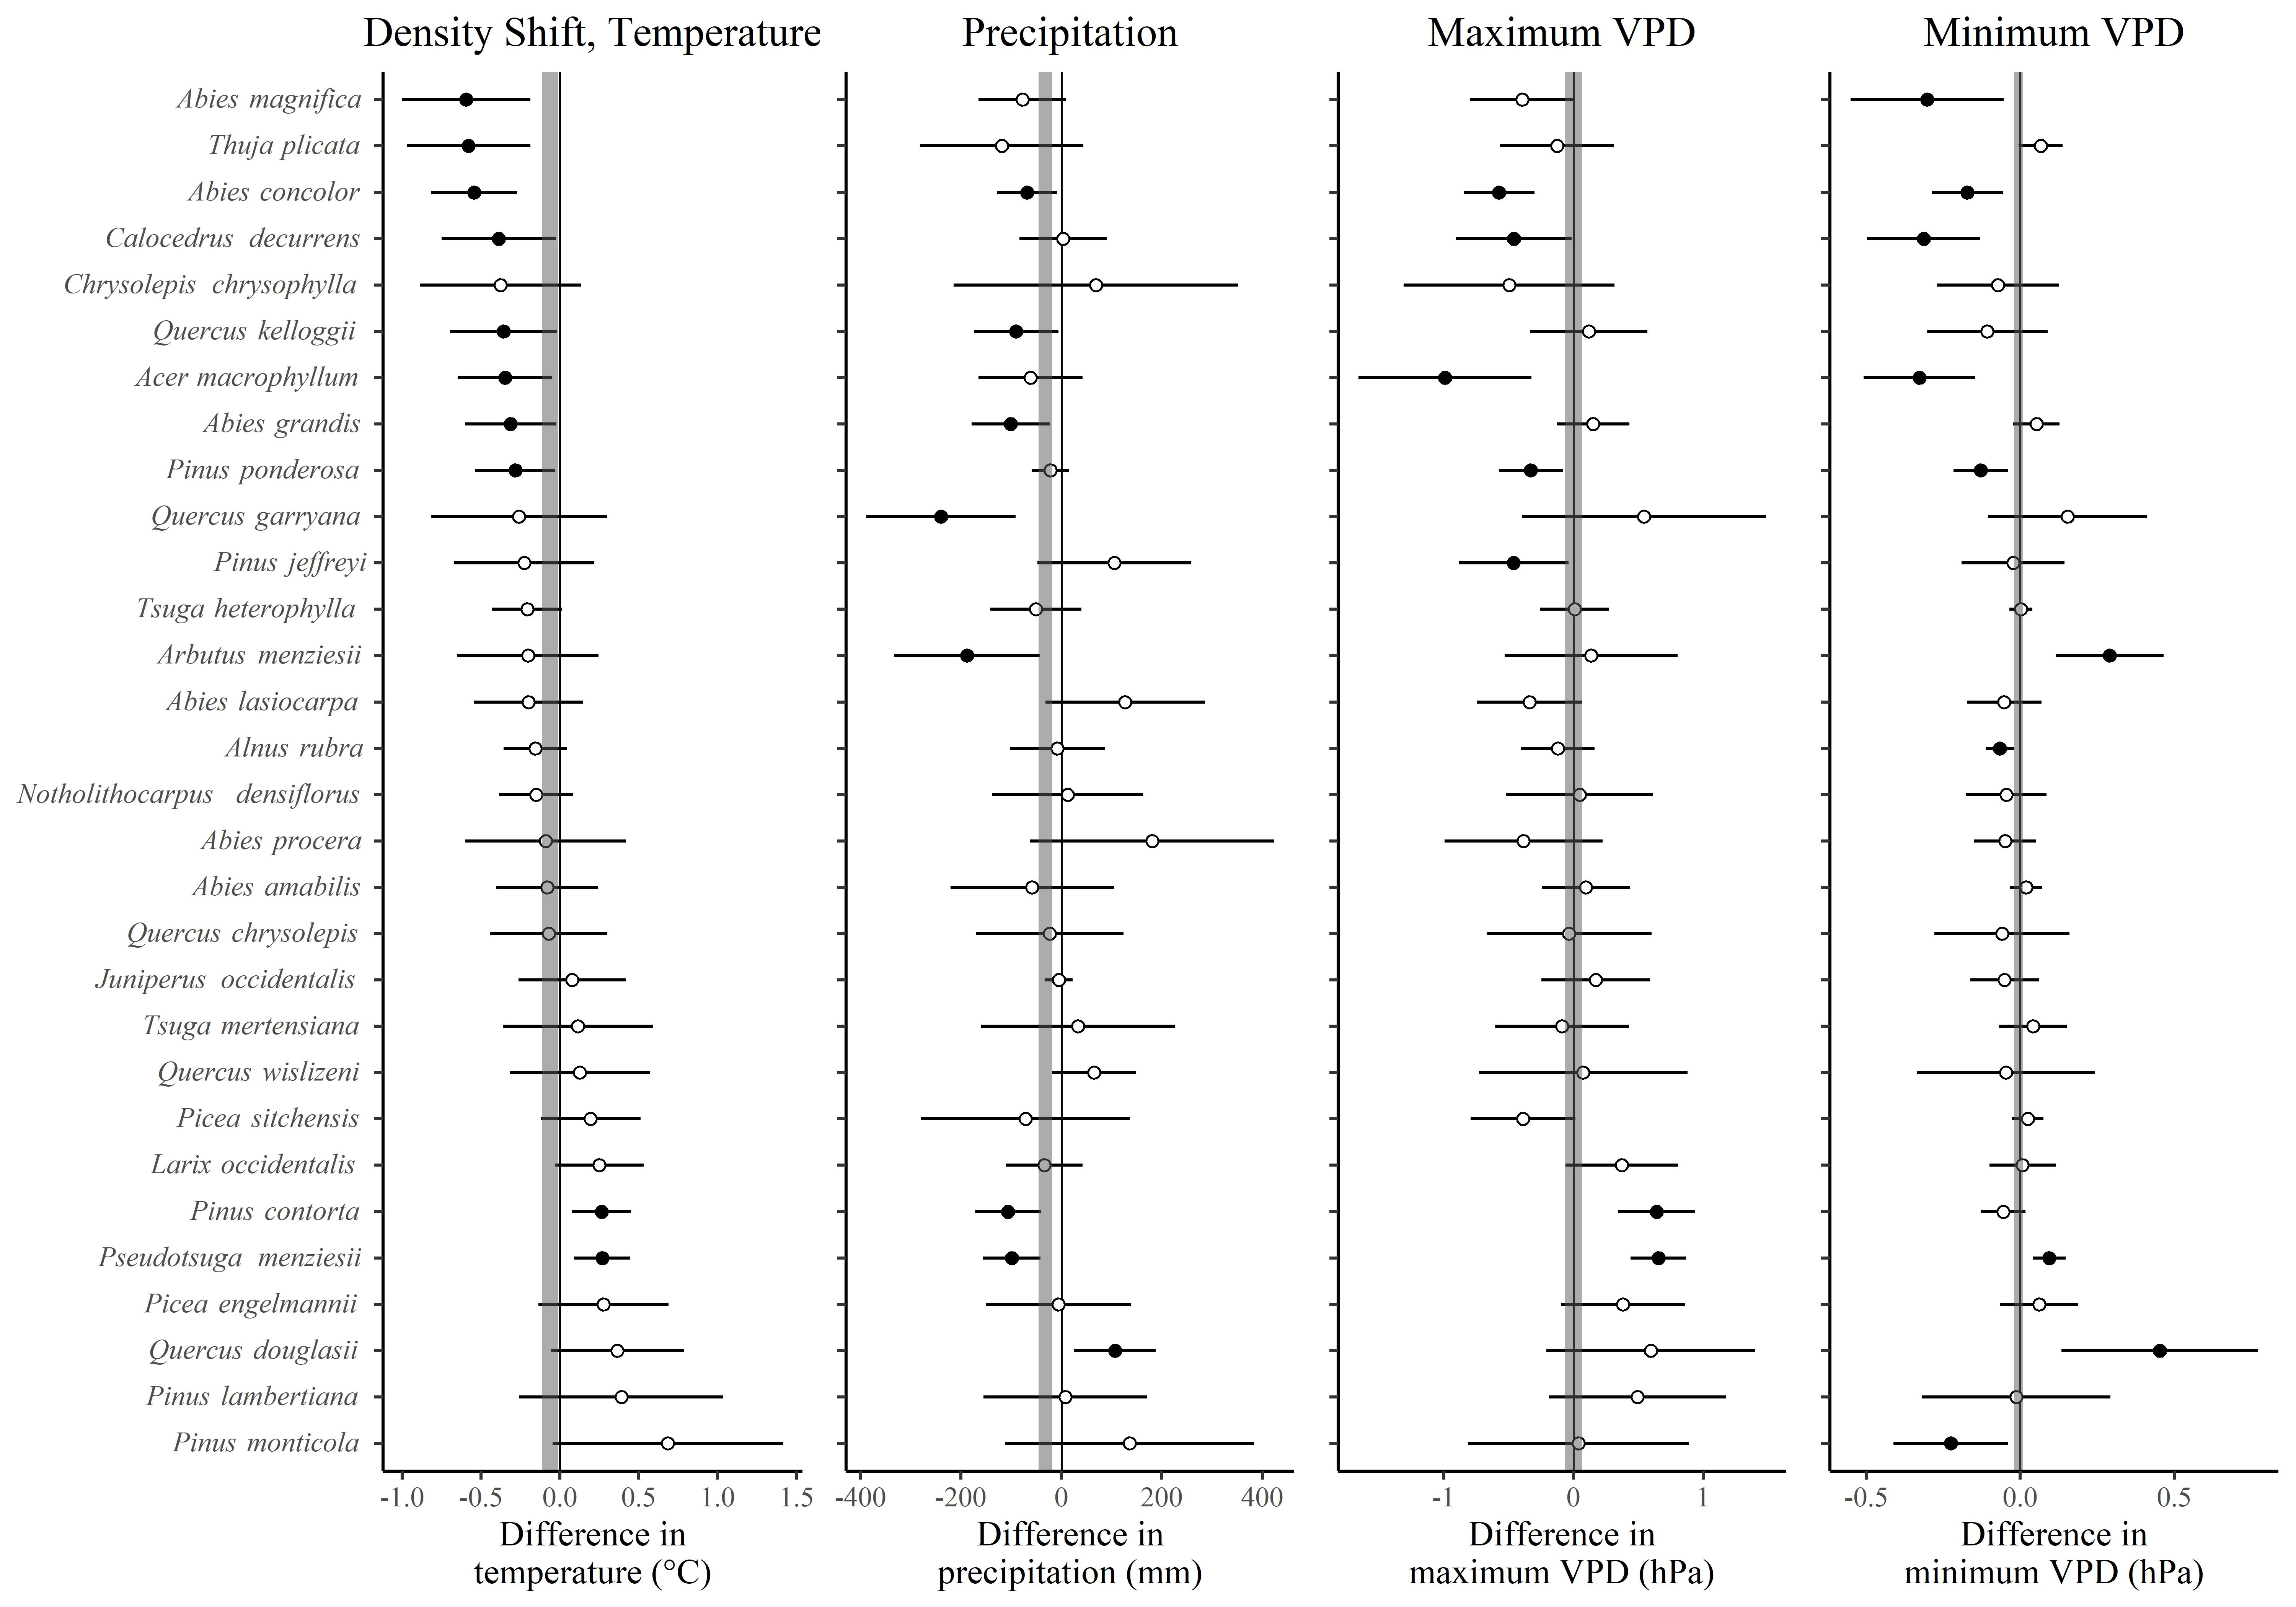 Density Shift, Temperature
Precipitation
Maximum VPD
Minimum VPD
Abies magnifica
Thuja plicata
Abies concolor
Calocedrus decurrens
Chrysolepis chrysophylla
Quercus kelloggii
Acer macrophyllum
Abies grandis
Pinus ponderosa
Quercus garryana
Pinus jeffreyi
Tsuga heterophylla
Arbutus menziesii
Abies lasiocarpa
Alnus rubra
Notholithocarpus densiflorus
Abies procera
Abies amabilis
Quercus chrysolepis
Juniperus occidentalis
Tsuga mertensiana
Quercus wislizeni
Picea sitchensis
Larix occidentalis
Pinus contorta
Pseudotsuga menziesii
Picea engelmannii
Quercus douglasii
Pinus lambertiana
Pinus monticola
-1.0 -0.5 0.0 0.5 1.0 1.5
-400 -200 0 200 400
-1 0 1
-0.5 0.0 0.5
Difference in
temperature (°C)
Difference in
precipitation (mm)
Difference in
maximum VPD (hPa)
Difference in
minimum VPD (hPa)